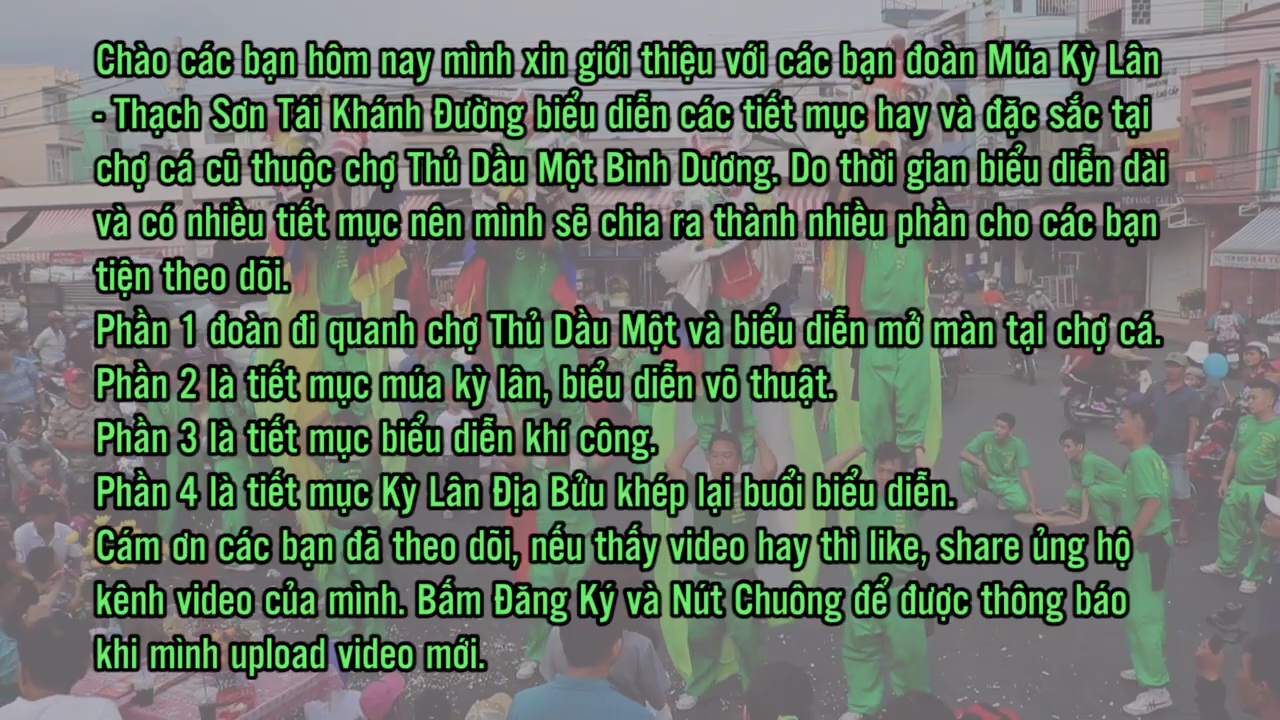 Chào các bạn hôm nay mình xin giới thiệu với các bạn đoàn Múa Kỳ Lân
- Thạch Sơn Tái Khánh Đường biểu diễn các tiết mục hay và đặc sắc tại
chợ cá cũ thuộc chợ Thủ Dầu Một Bình Dương. Do thời gian biểu diễn dài
và có nhiều tiết mục nên mình sẽ chia ra thành nhiều phần cho các bạn
tiện theo dõi.
Phần 1 đoàn đi quanh chợ Thủ Dầu Một và biểu diễn mở màn tại chợ cá.
Phần 2 là tiết mục múa kỳ lân, biểu diễn võ thuật.
Phần 3 là tiết mục biểu diễn khí công.
Phần 4 là tiết mục Kỳ Lân Địa Bửu khép lại buổi biểu diễn.
Cám ơn các bạn đã theo dõi, nếu thấy video hay thì like, share ủng hộ
kênh video của mình. Bấm Đăng Ký và Nút Chuông để được thông báo
khi mình upload video mới.